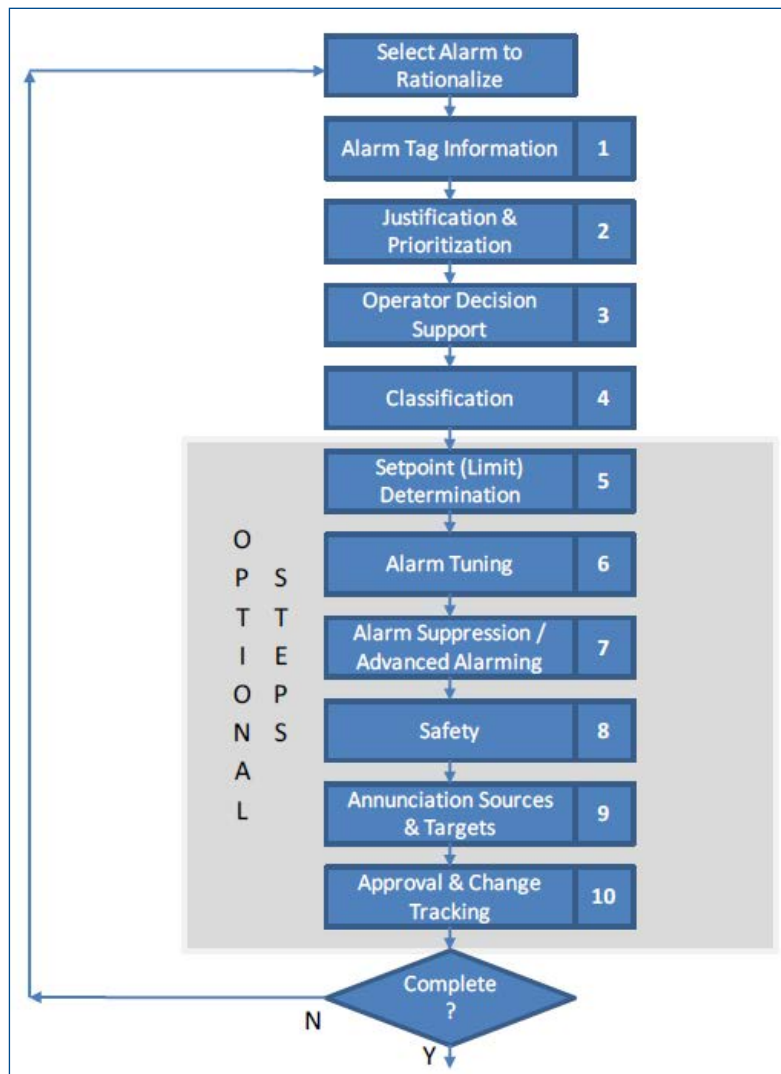 Select Alarm to
Rationalize
Alarm Tag Information 1
Justification &
Prioritization 2
Operator Decision
Support 3
Classification 4
Setpoint (Limit)
Determination 5
Alarm Tuning 6
Alarm Suppression /
Advanced Alarming 7
Safety 8
Annunciation Sources
& Targets 9
Approval & Change
Tracking 10
OPTIONAL
STEPS
Complete
?
N
Y